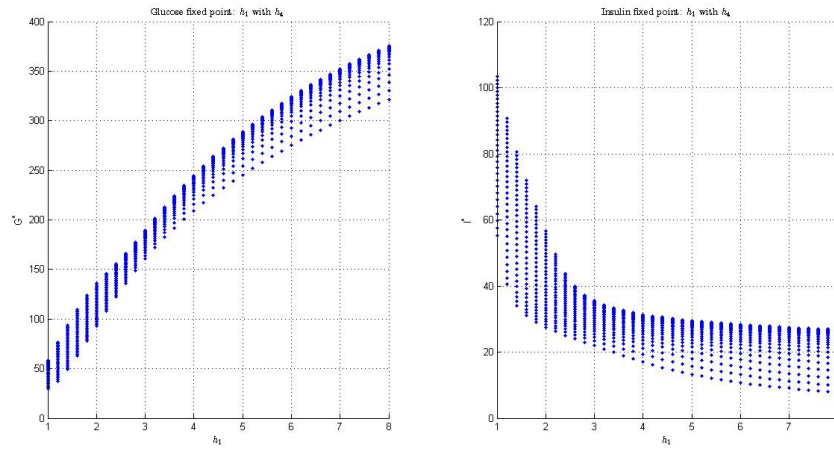 Glucose fixed point: h₁ with h₄
400
350
300
250
200
150
100
50
0
G*
1 2 3 4 5 6 7 8
h₁
Insulin fixed point: h₁ with h₄
120
100
80
60
40
20
0
I*
1 2 3 4 5 6 7
h₁